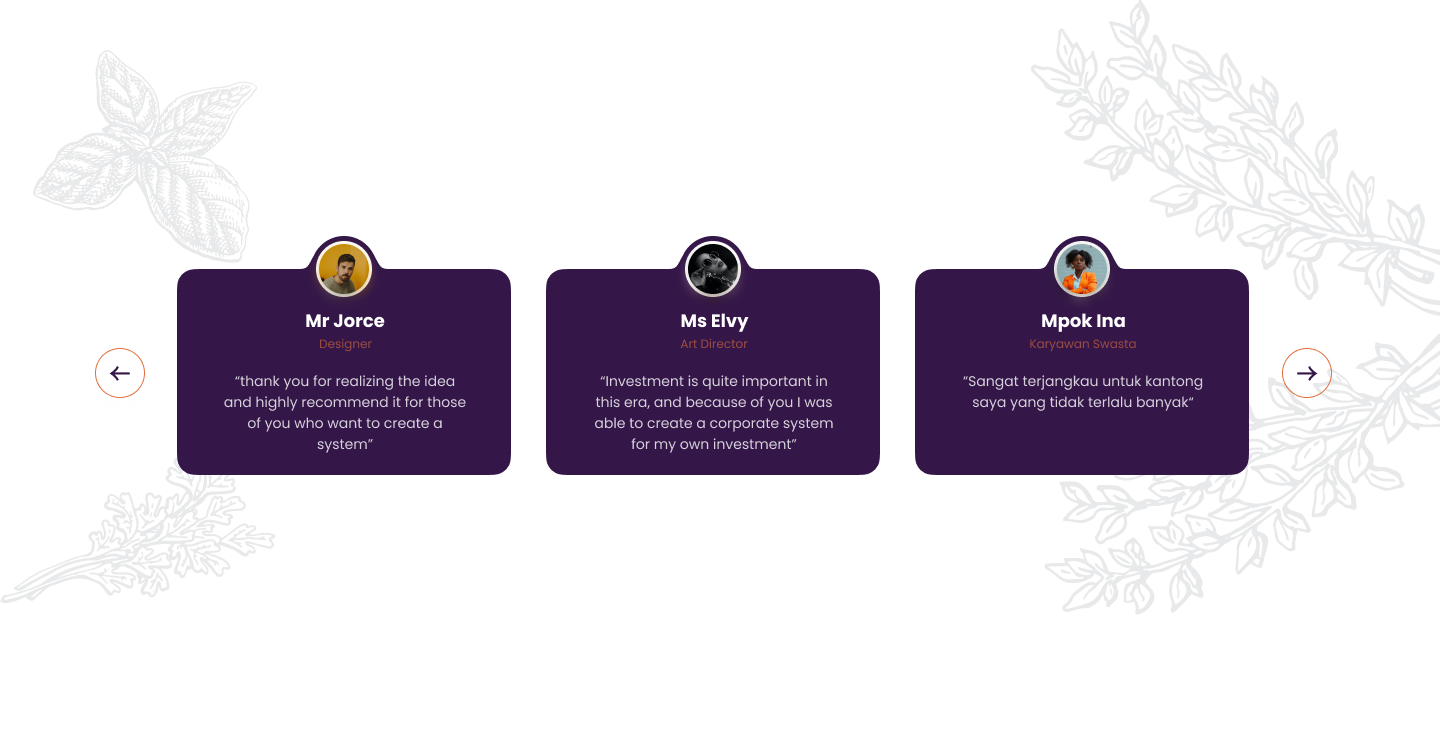 Mr Jorce
Designer
“thank you for realizing the idea
and highly recommend it for those
of you who want to create a
system”
Ms Elvy
Art Director
“Investment is quite important in
this era, and because of you I was
able to create a corporate system
for my own investment”
Mpok Ina
Karyawan Swasta
“Sangat terjangkau untuk kantong
saya yang tidak terlalu banyak“